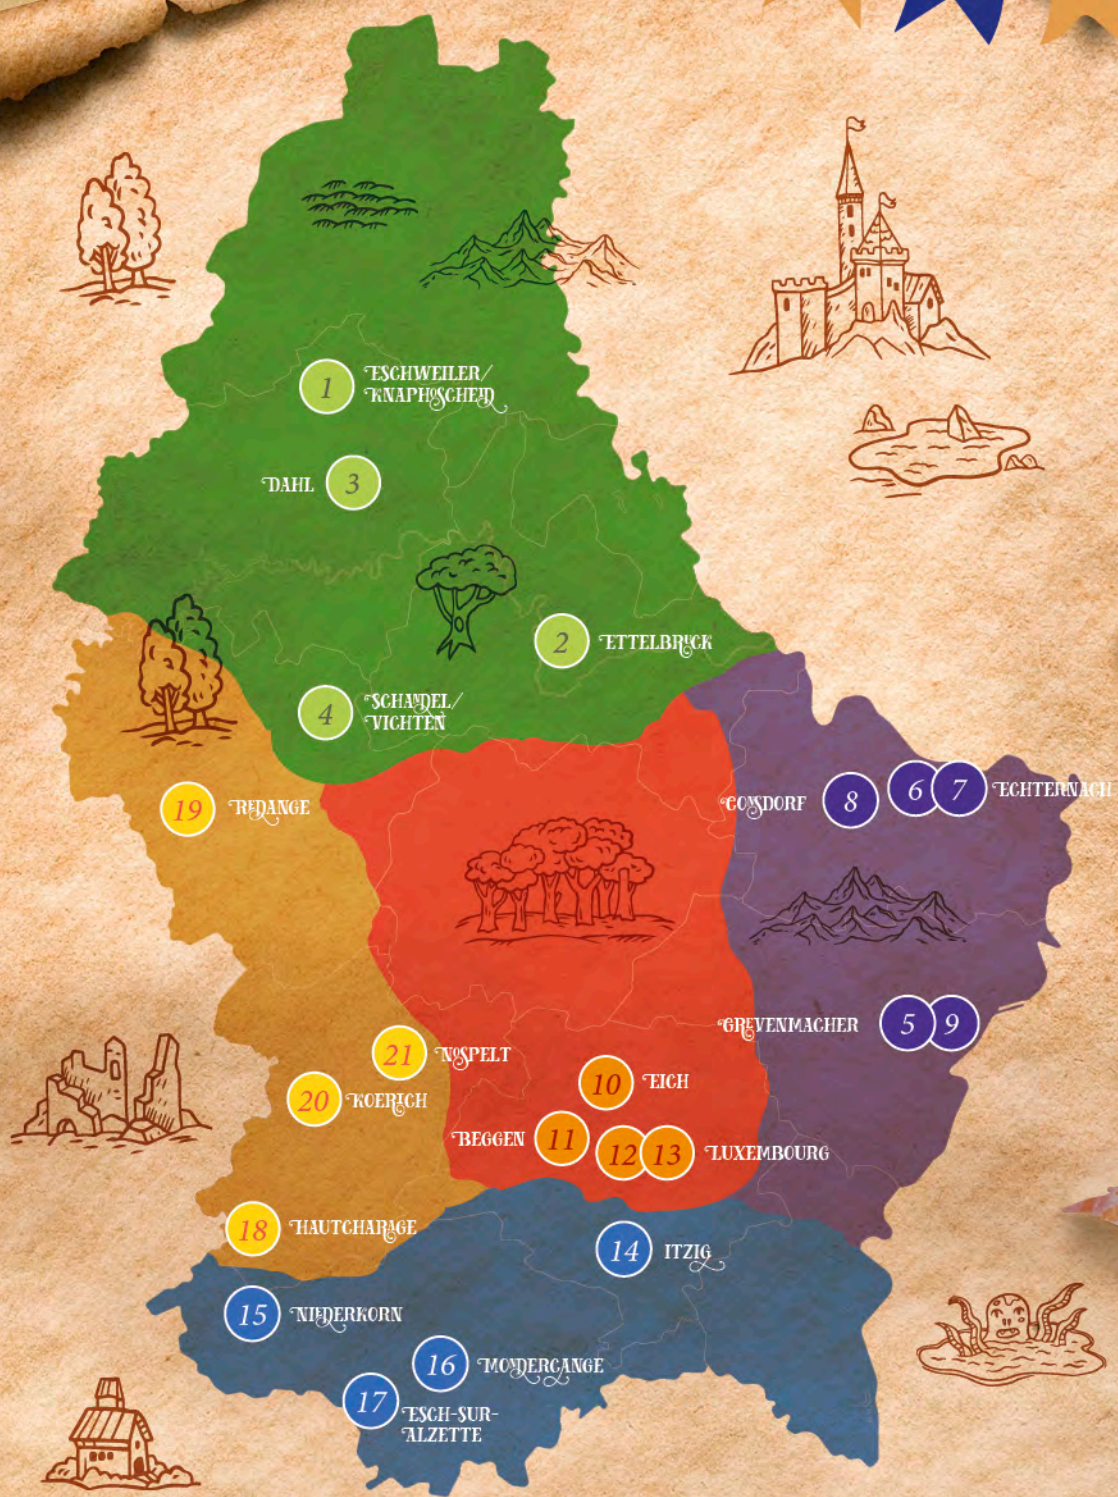 1
ESCHWEILER/
KNAPHOSCHEID
DAHL
3
2
ETTELBRUCK
4
SCHANDEL/
VICHTEN
19
REDANGE
CONSDORF
8
6
7
ECHTERNACH
GREVENMACHER
5
9
21
NOSPELT
20
KOERICH
10
EICH
BEGGEN
11
12
13
LUXEMBOURG
18
HAUTCHARAGE
14
ITZIG
15
NIEDERKORN
16
MONDERCANGE
17
ESCH-SUR-
ALZETTE